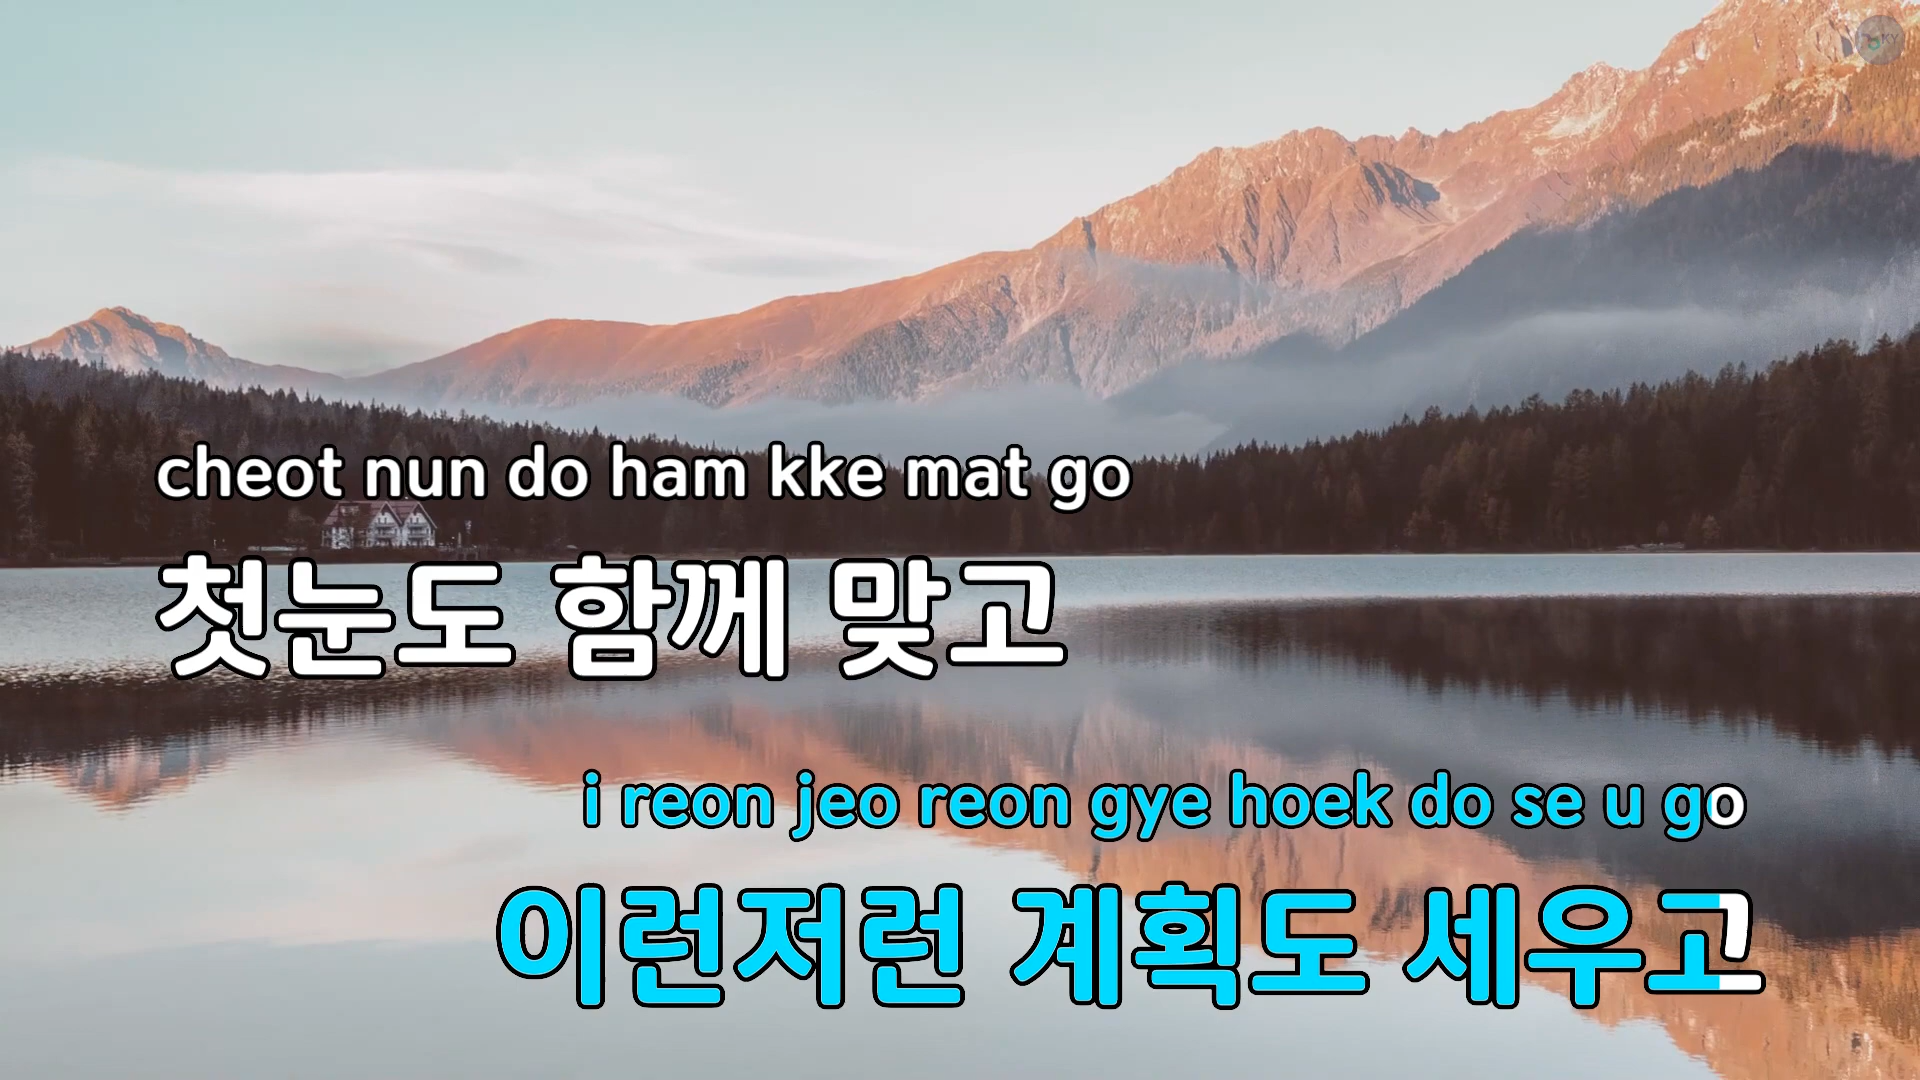 KY
cheot nun do ham kke mat go
첫눈도 함께 맞고
i reon jeo reon gye hoek do se u go
이런저런 계획도 세우고